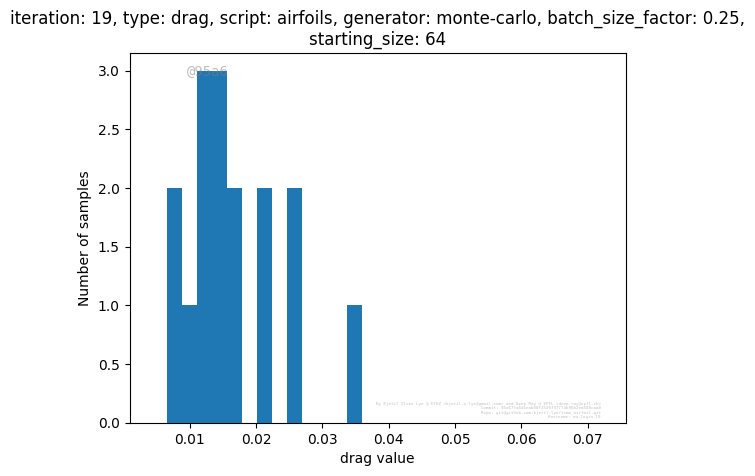 iteration: 19, type: drag, script: airfoils, generator: monte-carlo, batch_size_factor: 0.25,
starting_size: 64
@95a6
3.0
2.5
2.0
1.5
1.0
0.5
0.0
Number of samples
0.01 0.02 0.03 0.04 0.05 0.06 0.07
drag value